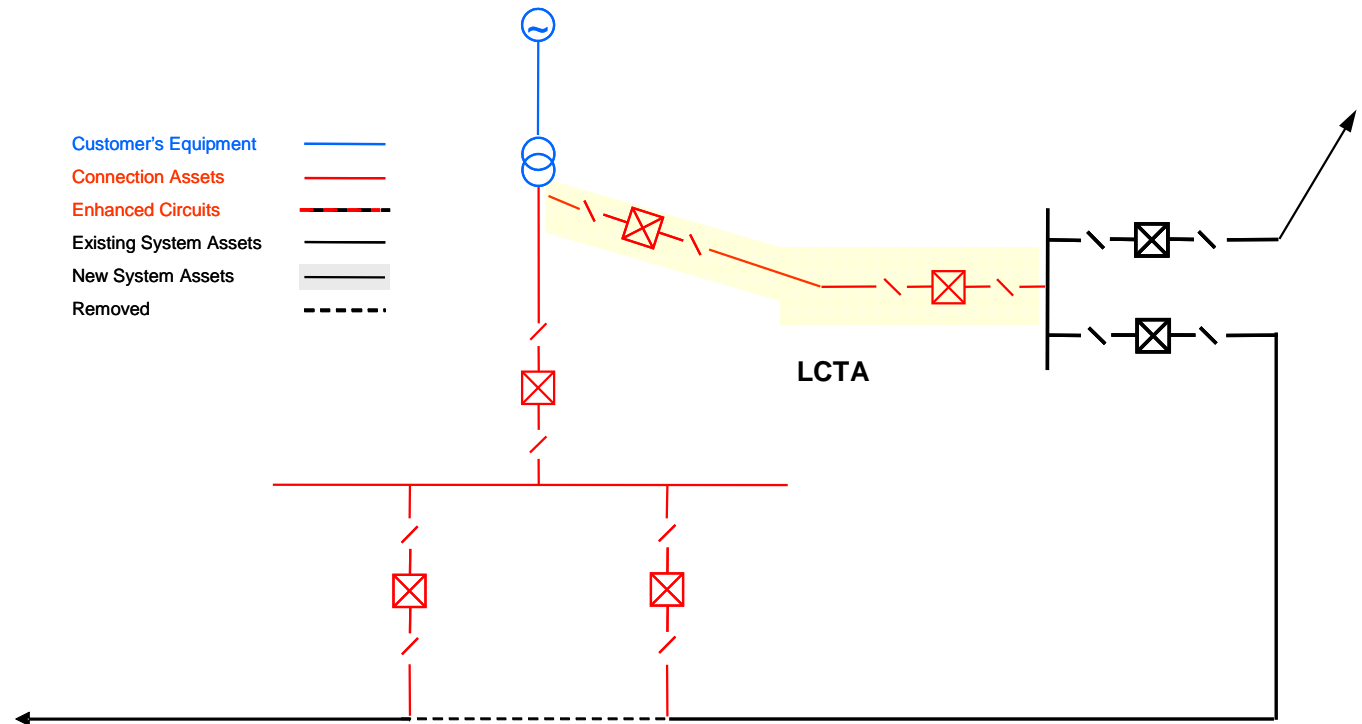 ~
Customer's Equipment
Connection Assets
Enhanced Circuits
Existing System Assets
New System Assets
Removed
LCTA